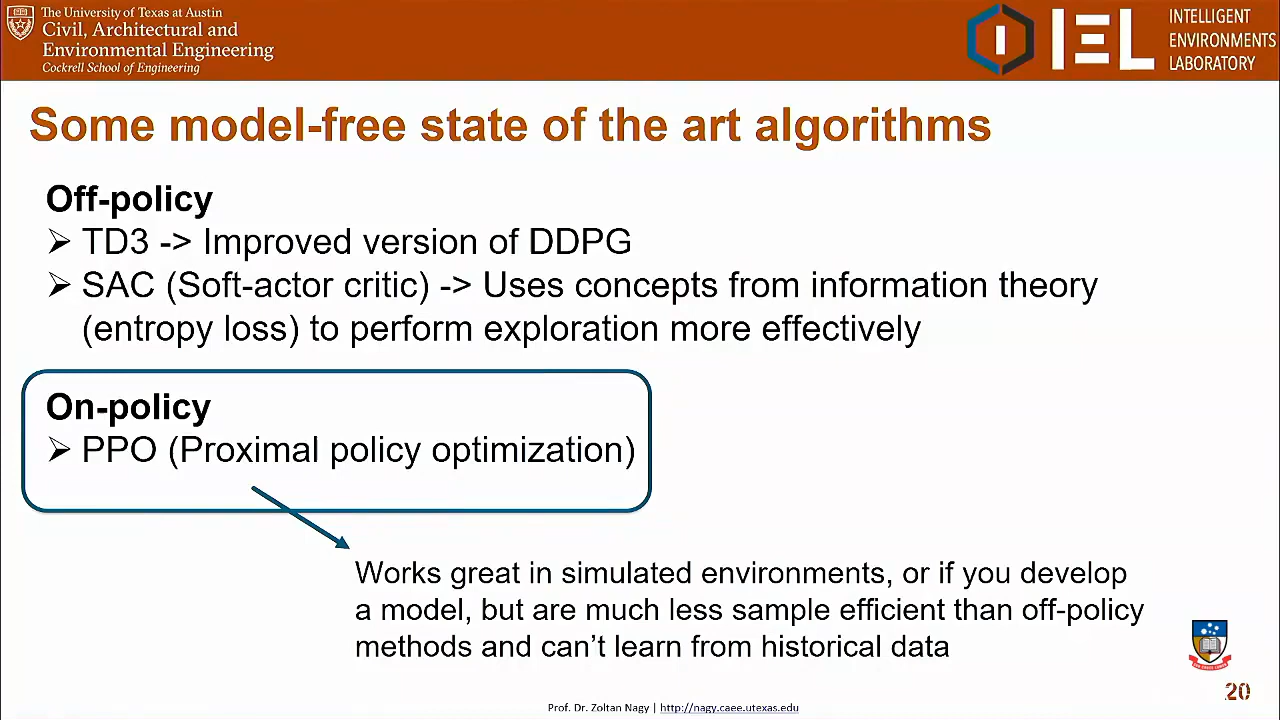 The University of Texas at Austin
Civil, Architectural and
Environmental Engineering
Cockrell School of Engineering
I IEL
INTELLIGENT
ENVIRONMENTS
LABORATORY
Some model-free state of the art algorithms
Off-policy
➢ TD3 -> Improved version of DDPG
➢ SAC (Soft-actor critic) -> Uses concepts from information theory
(entropy loss) to perform exploration more effectively
On-policy
➢ PPO (Proximal policy optimization)
Works great in simulated environments, or if you develop
a model, but are much less sample efficient than off-policy
methods and can't learn from historical data
20
Prof. Dr. Zoltan Nagy | http://nagy.caee.utexas.edu